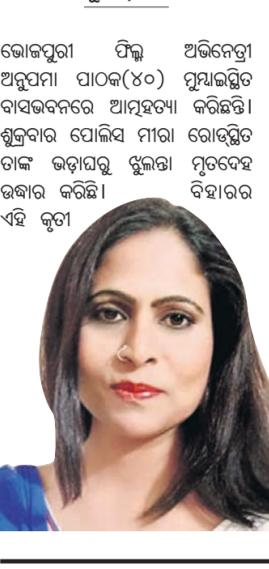 ଭୋଜପୁରୀ ଫିଲ୍ମ ଅଭିନେତ୍ରୀ
ଅନୁପମା ପାଠକ(୪୦) ମୁମ୍ବାଇସ୍ଥିତ
ବାସଭବନରେ ଆତ୍ମହତ୍ୟା କରିଛନ୍ତି।
ଶୁକ୍ରବାର ପୋଲିସ ମୀରା ରୋଡ୍‌ସ୍ଥିତ
ତାଙ୍କ ଭଡ଼ାଘରୁ ଝୁଲନ୍ତା ମୃତଦେହ
ଉଦ୍ଧାର କରିଛି। ବିହାରର
ଏହି କୃତୀ